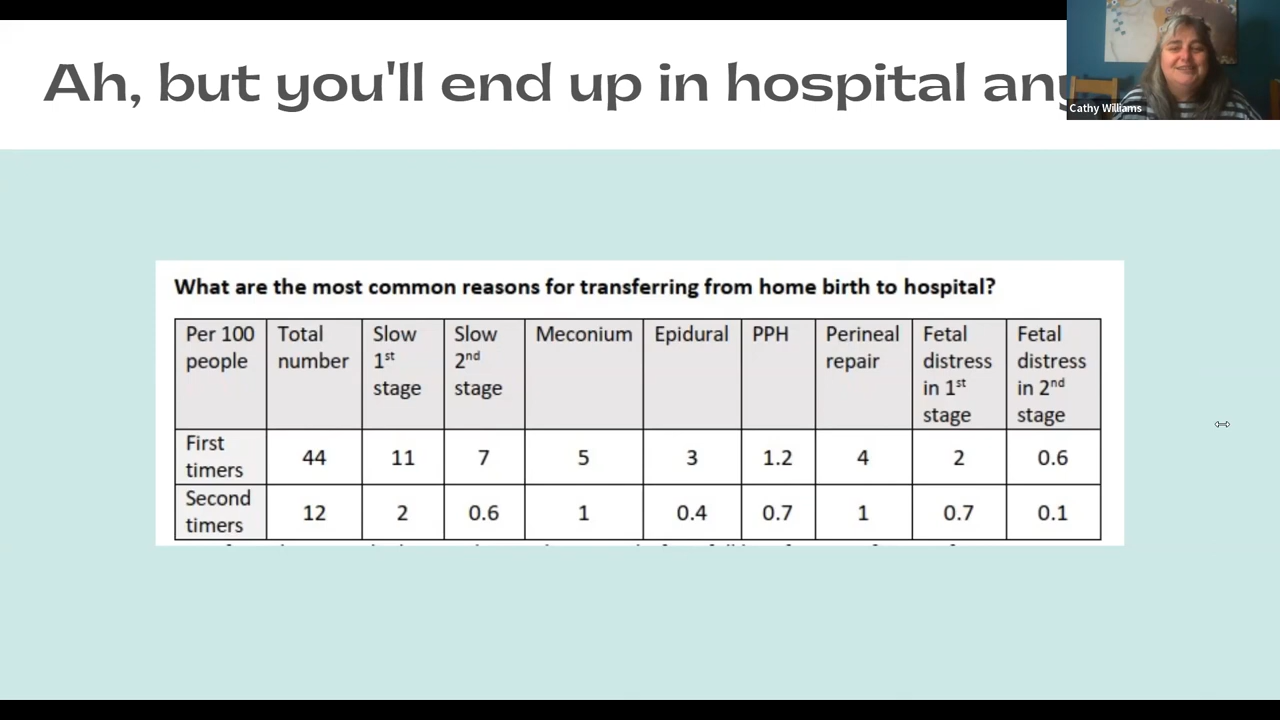 Ah, but you'll end up in hospital
Cathy Williams
What are the most common reasons for transferring from home birth to hospital?
Per 100 people | Total number | Slow 1st stage | Slow 2nd stage | Meconium | Epidural | PPH | Perineal repair | Fetal distress in 1st stage | Fetal distress in 2nd stage
First timers | 44 | 11 | 7 | 5 | 3 | 1.2 | 4 | 2 | 0.6
Second timers | 12 | 2 | 0.6 | 1 | 0.4 | 0.7 | 1 | 0.7 | 0.1